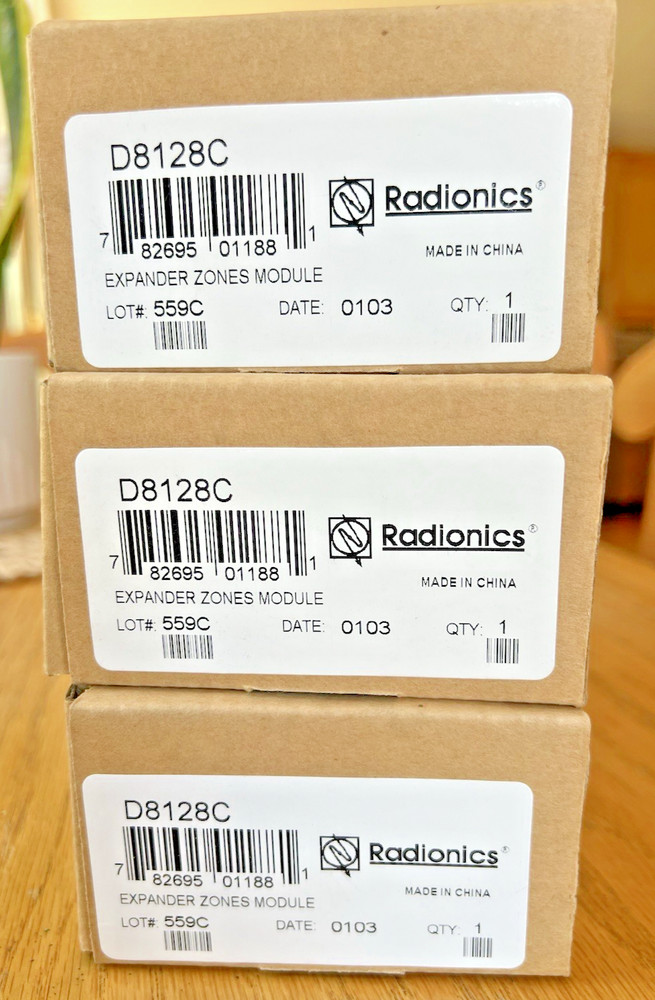 D8128C
Radionics®
7 82695 01188 1
MADE IN CHINA
EXPANDER ZONES MODULE
LOT#: 559C DATE: 0103 QTY: 1
D8128C
Radionics®
7 82695 01188 1
MADE IN CHINA
EXPANDER ZONES MODULE
LOT#: 559C DATE: 0103 QTY: 1
D8128C
Radionics®
7 82695 01188 1
MADE IN CHINA
EXPANDER ZONES MODULE
LOT#: 559C DATE: 0103 QTY: 1